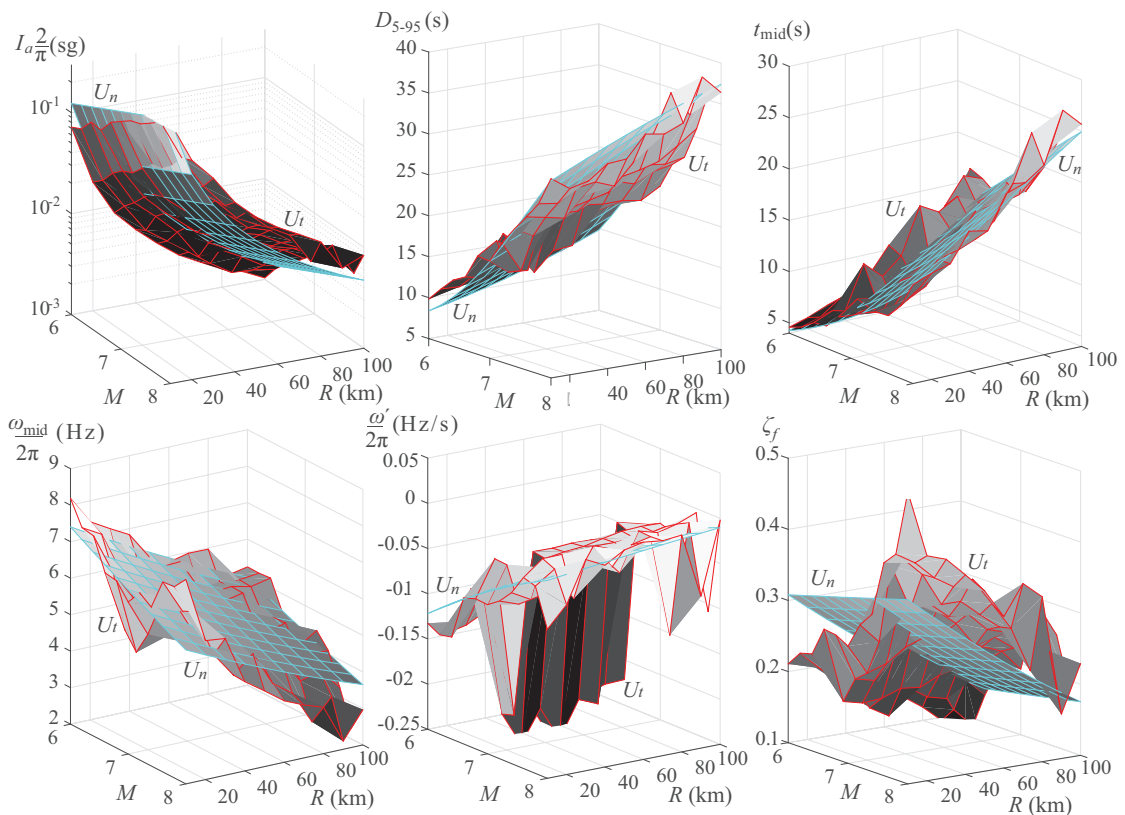 I_a 2/π (sg)
10^-1
10^-2
10^-3
U_n
U_t
6
7
8
M
20
40
60
80
100
R (km)
D_5-95 (s)
40
35
30
25
20
15
10
5
U_t
U_n
6
7
8
M
40
60
80
100
R (km)
t_mid(s)
30
25
20
15
10
5
U_t
U_n
6
7
8
M
20
40
60
80
100
R (km)
ω_mid/2π (Hz)
9
8
7
6
5
4
3
2
U_t
U_n
6
7
8
M
20
40
60
80
100
R (km)
ω′/2π (Hz/s)
0.05
0
-0.05
-0.1
-0.15
-0.2
-0.25
U_n
U_t
6
7
8
M
20
40
60
80
100
R (km)
ζ_f
0.5
0.4
0.3
0.2
0.1
U_n
U_t
6
7
8
M
20
40
60
80
100
R (km)